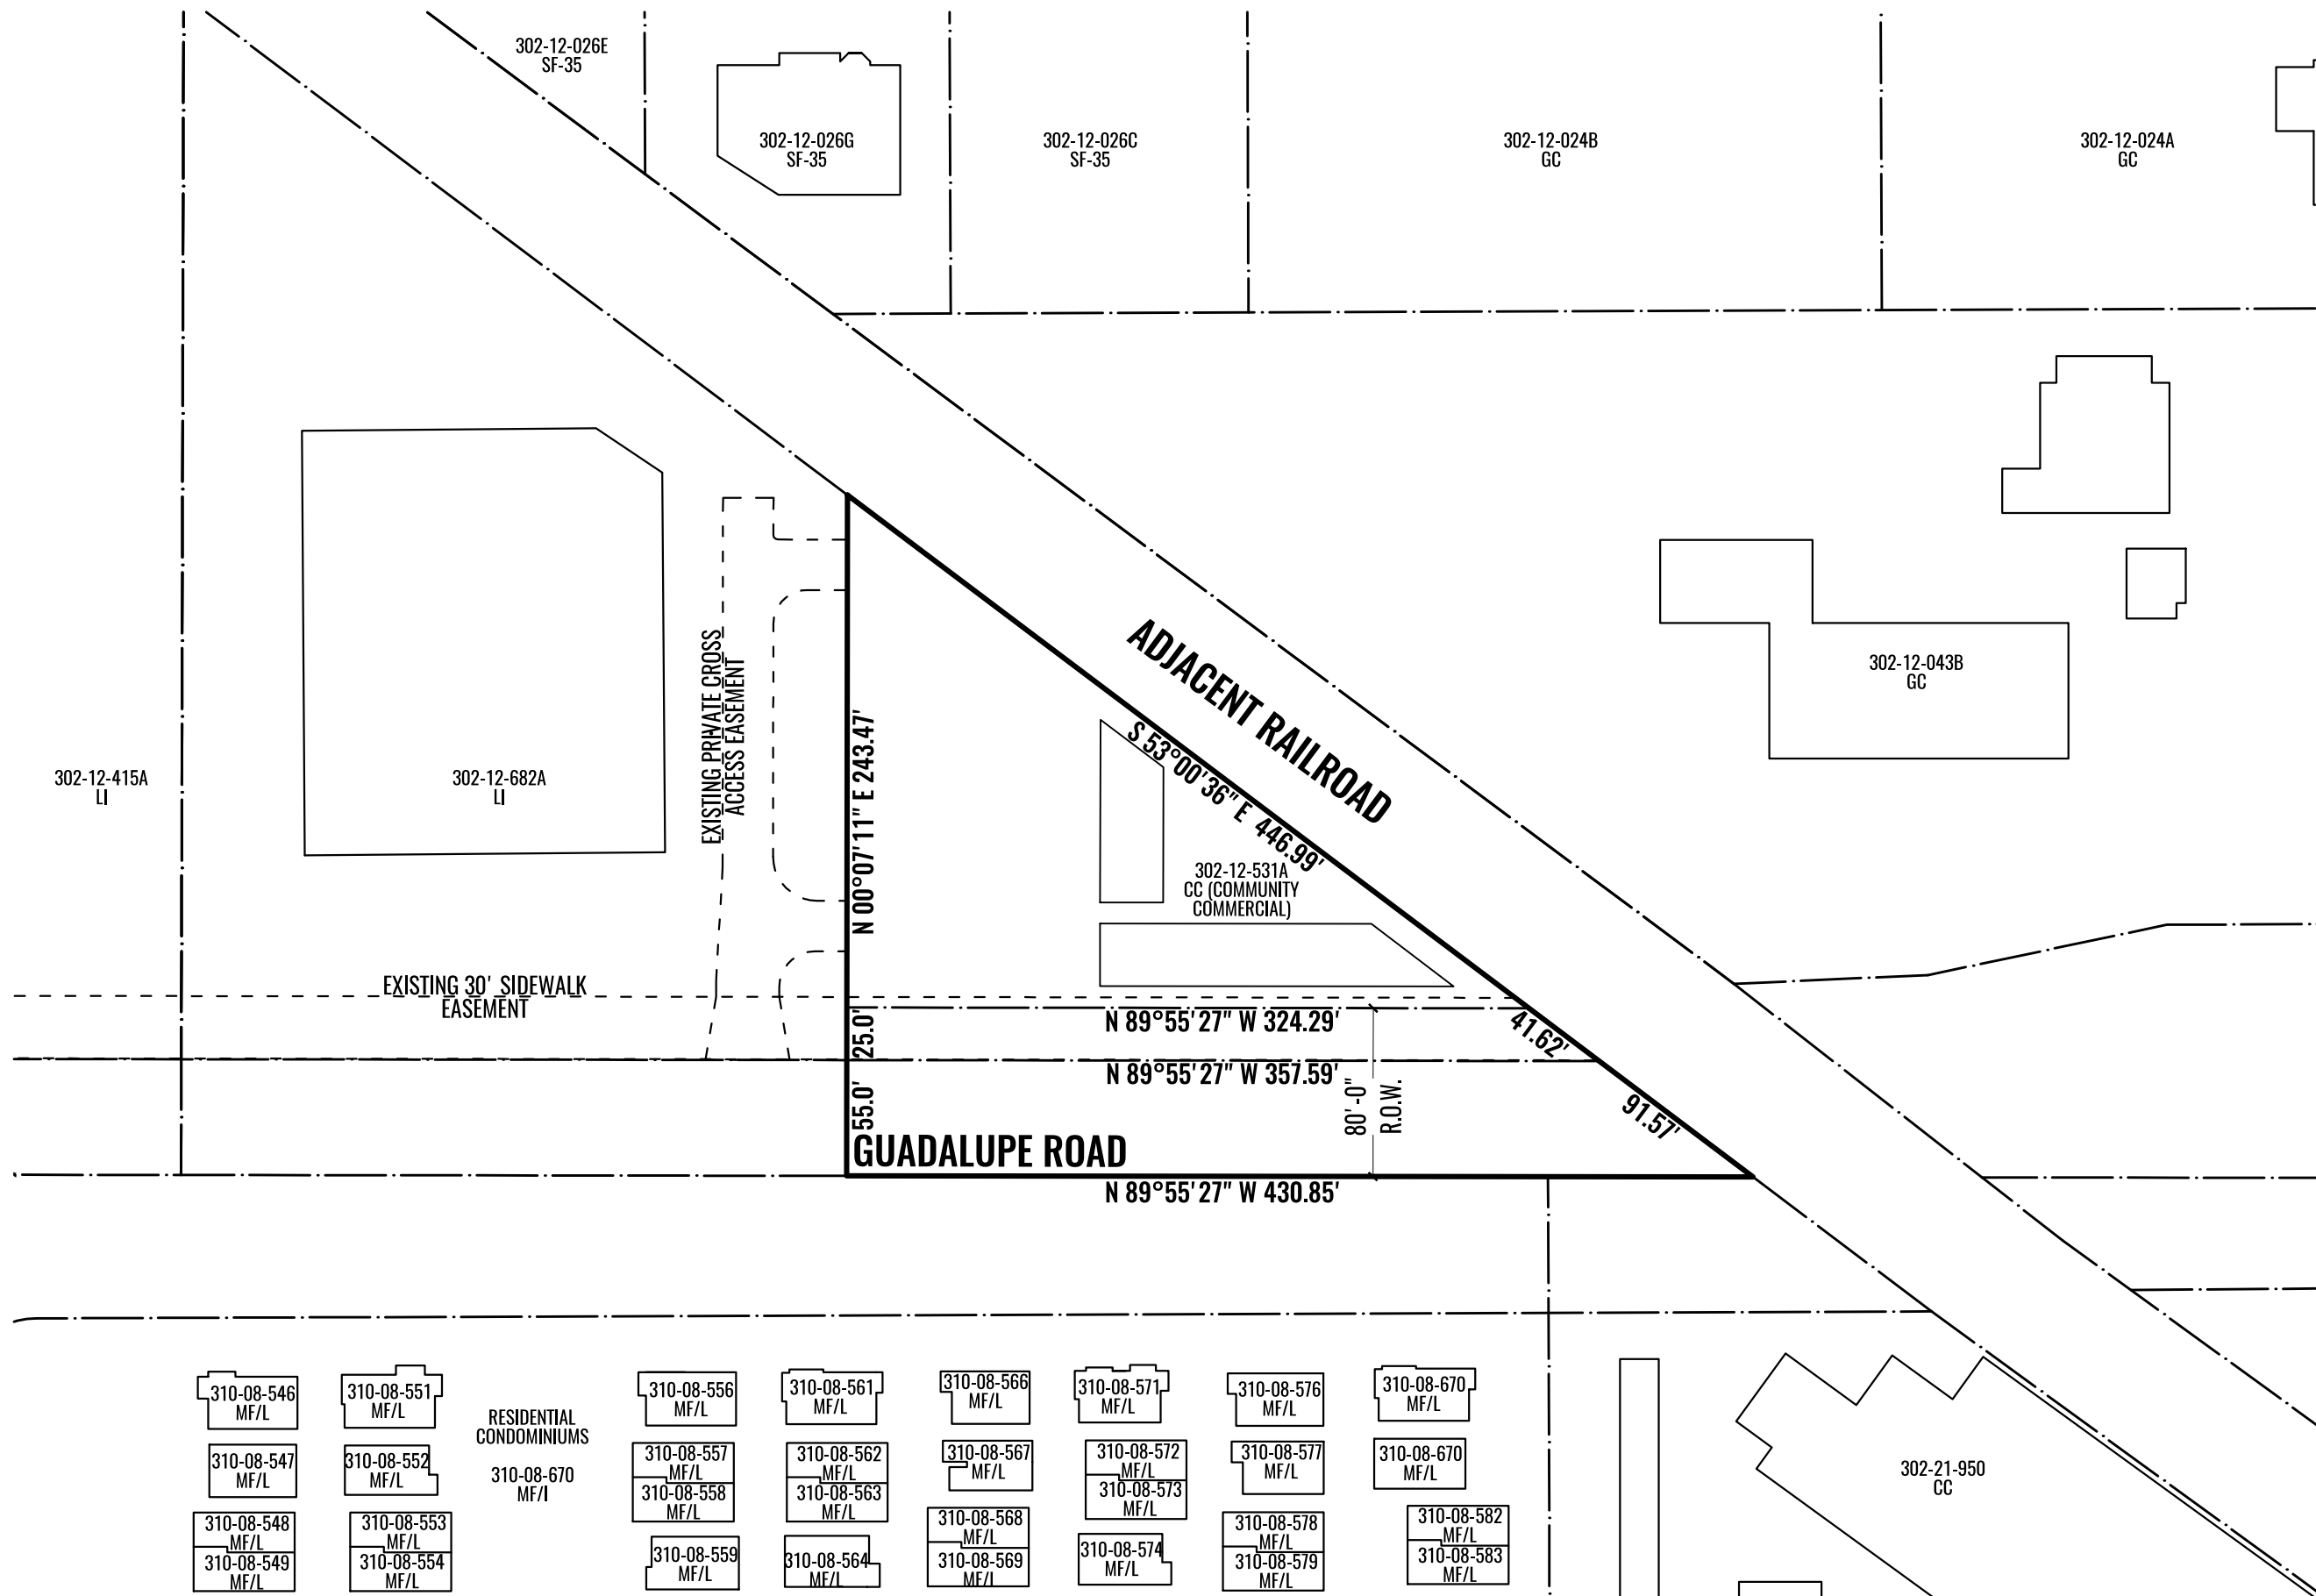 302-12-026E
SF-35
302-12-026G
SF-35
302-12-026C
SF-35
302-12-024B
GC
302-12-024A
GC
302-12-415A
LI
302-12-682A
LI
EXISTING PRIVATE CROSS
ACCESS EASEMENT
N 00°07'11" E 243.47'
ADJACENT RAILROAD
S 53°00'36" E 446.99'
302-12-043B
GC
302-12-531A
CC (COMMUNITY
COMMERCIAL)
EXISTING 30' SIDEWALK
EASEMENT
25.0'
N 89°55'27" W 324.29'
41.62'
N 89°55'27" W 357.59'
55.0'
80'-0"
R.O.W.
91.57'
GUADALUPE ROAD
N 89°55'27" W 430.85'
310-08-546
MF/L
310-08-551
MF/L
RESIDENTIAL
CONDOMINIUMS
310-08-670
MF/l
310-08-556
MF/L
310-08-561
MF/L
310-08-566
MF/L
310-08-571
MF/L
310-08-576
MF/L
310-08-670
MF/L
310-08-547
MF/L
310-08-552
MF/L
310-08-557
MF/L
310-08-558
MF/L
310-08-562
MF/L
310-08-563
MF/L
310-08-567
MF/L
310-08-572
MF/L
310-08-573
MF/L
310-08-577
MF/L
310-08-670
MF/L
302-21-950
CC
310-08-548
MF/L
310-08-549
MF/L
310-08-553
MF/L
310-08-554
MF/L
310-08-559
MF/L
310-08-564
MF/L
310-08-568
MF/L
310-08-569
MF/L
310-08-574
MF/L
310-08-578
MF/L
310-08-579
MF/L
310-08-582
MF/L
310-08-583
MF/L